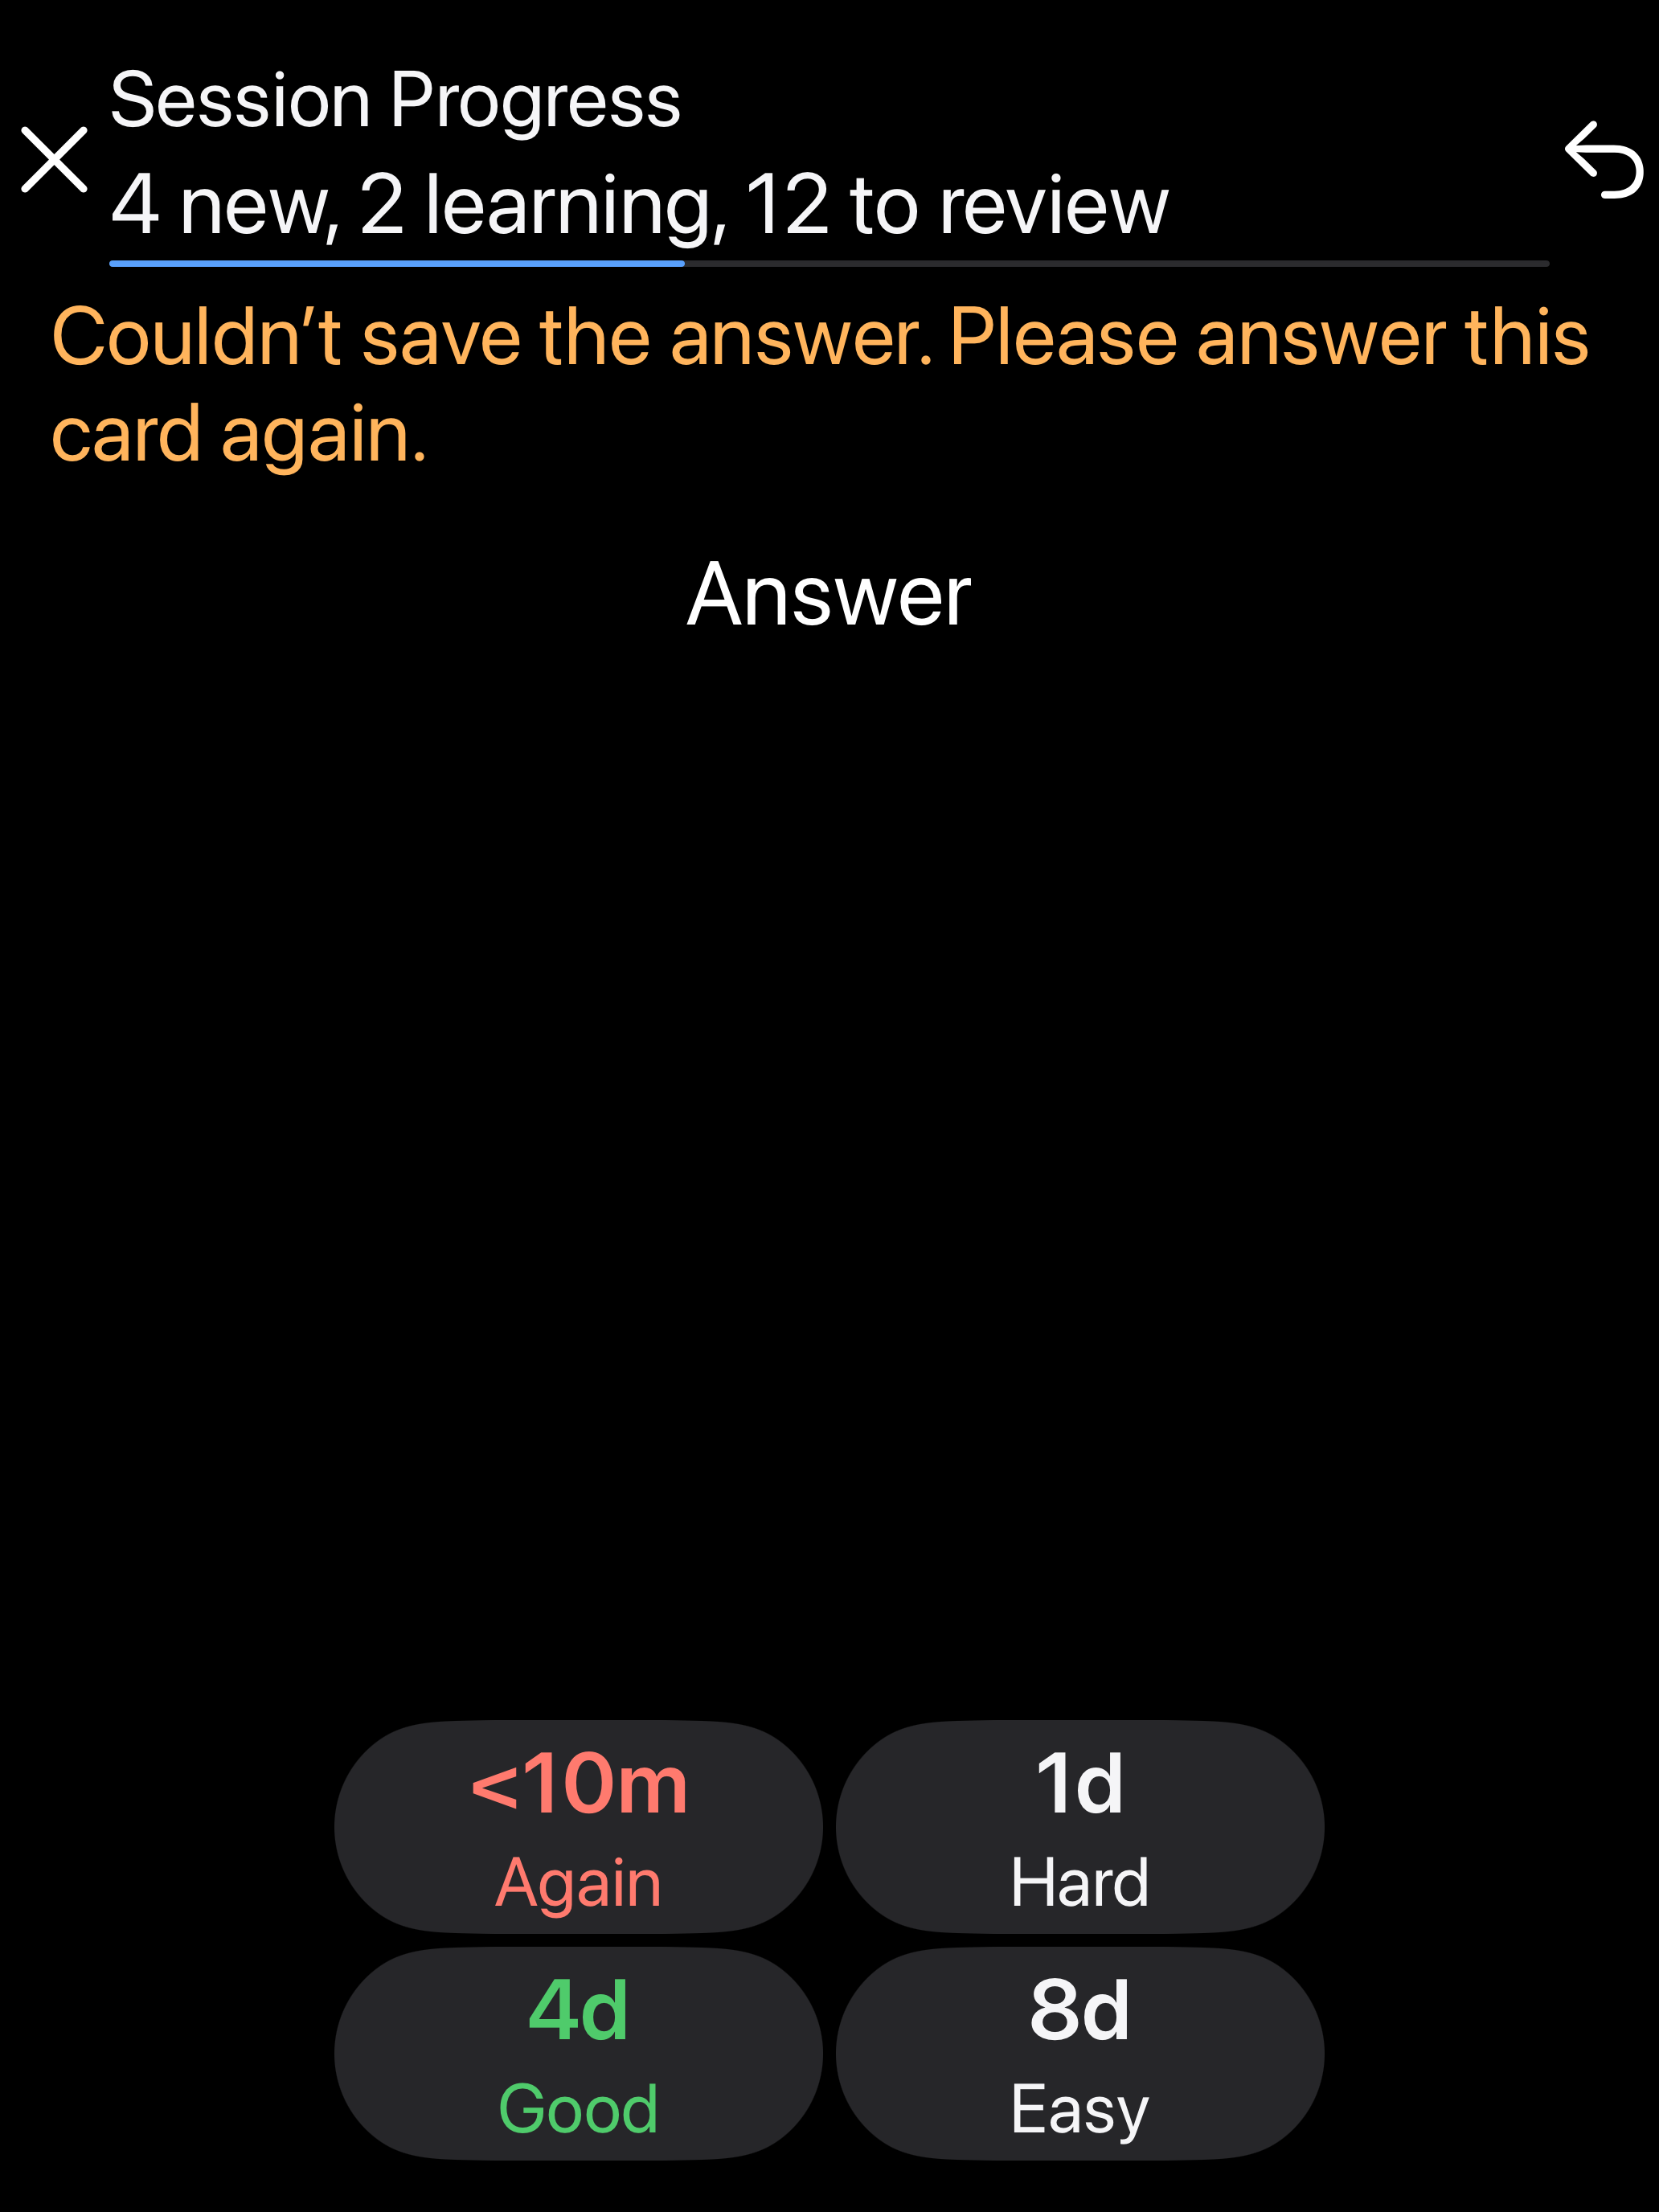 Session Progress
4 new, 2 learning, 12 to review
Couldn’t save the answer. Please answer this
card again.
Answer
<10m
Again
1d
Hard
4d
Good
8d
Easy